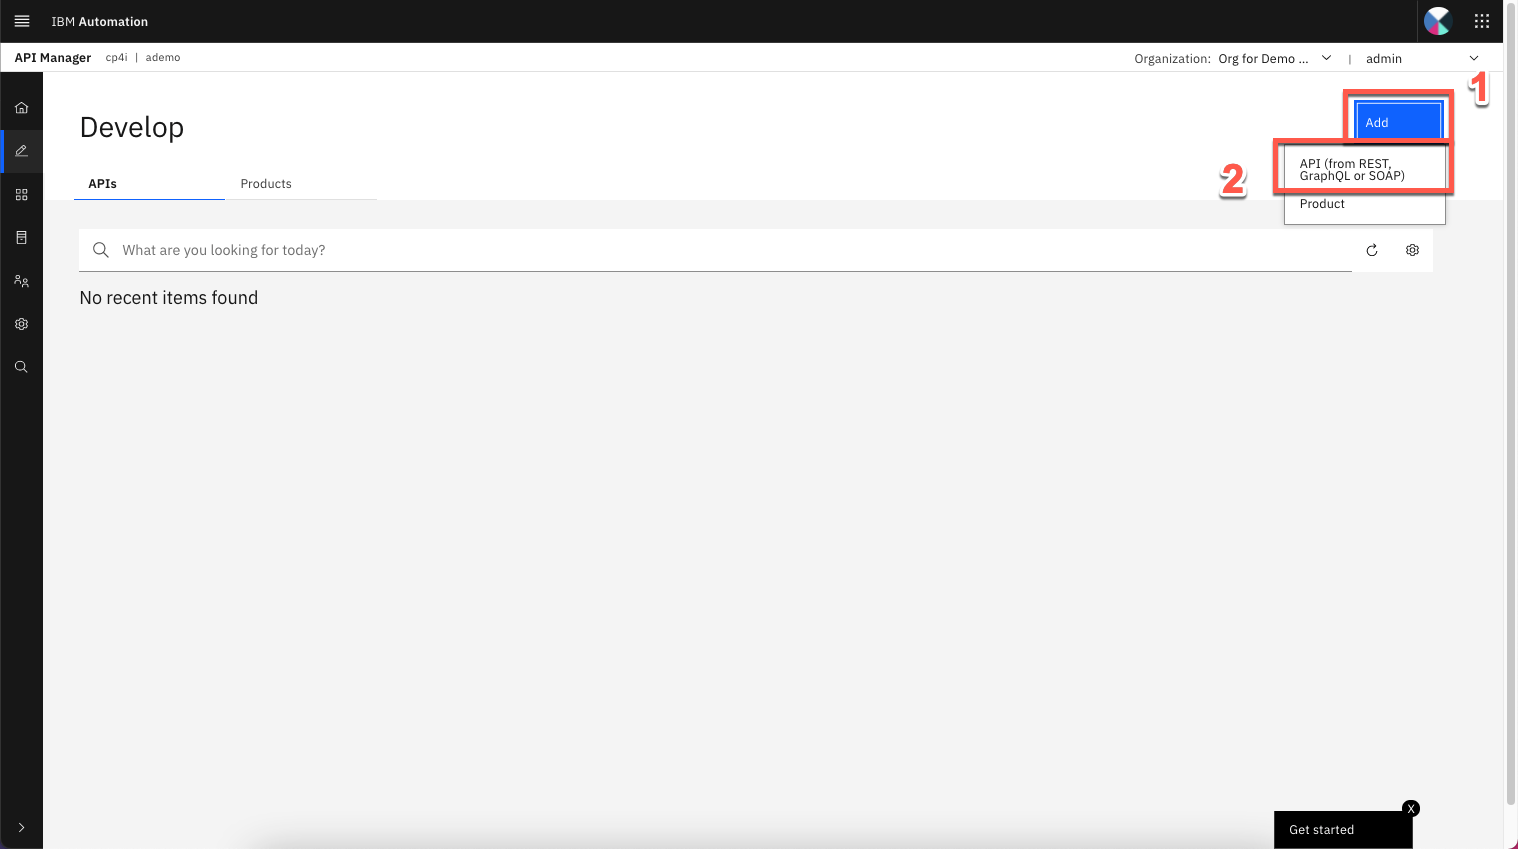 IBM Automation
API Manager cp4i | ademo
Organization: Org for Demo ... | admin
1
Develop
Add
API (from REST,
GraphQL or SOAP)
2
Product
APIs
Products
What are you looking for today?
No recent items found
X
Get started